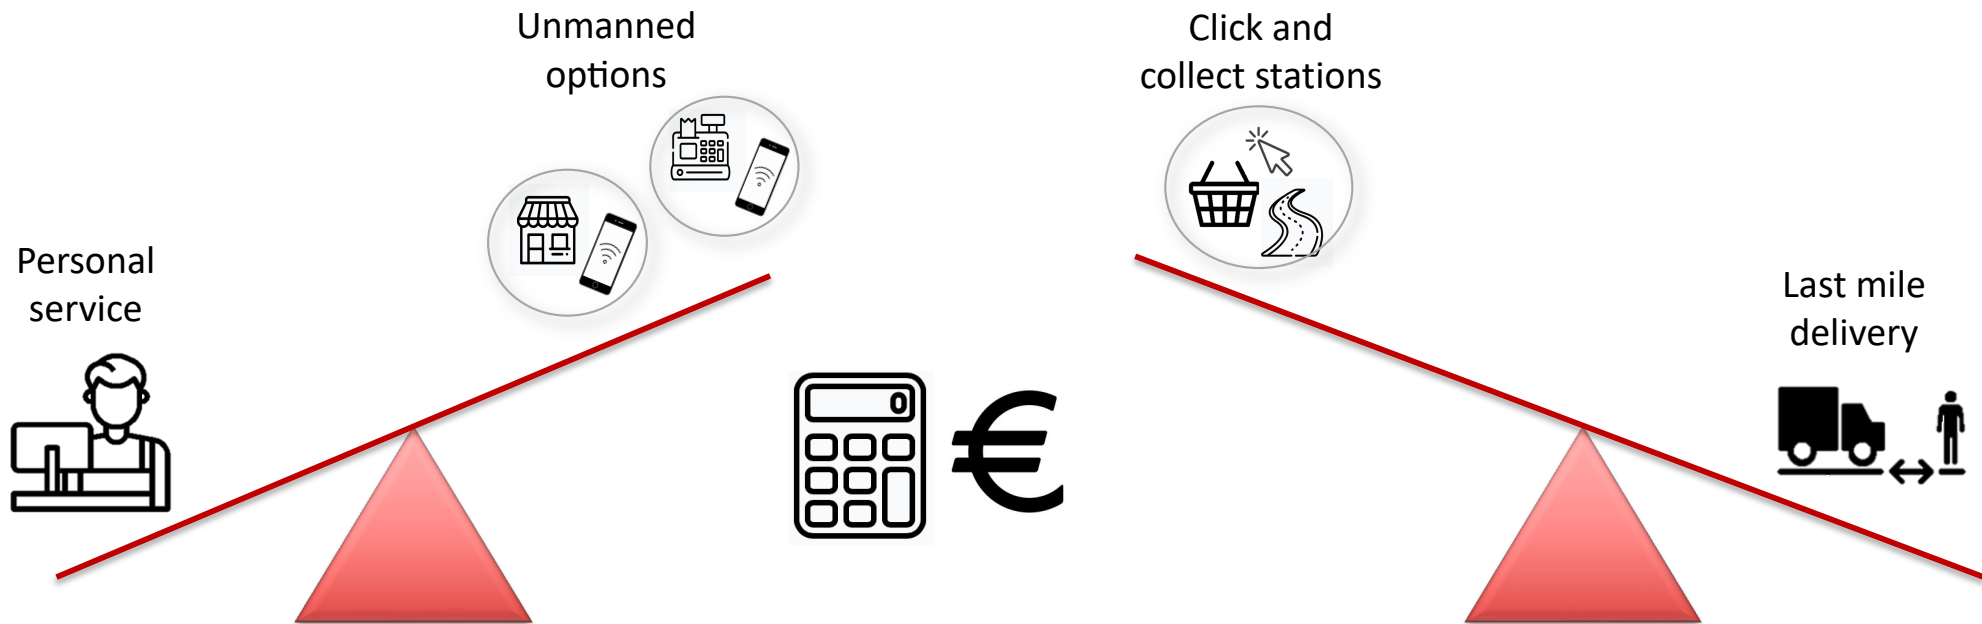 Unmanned
options
Click and
collect stations
Personal
service
Last mile
delivery
0
€